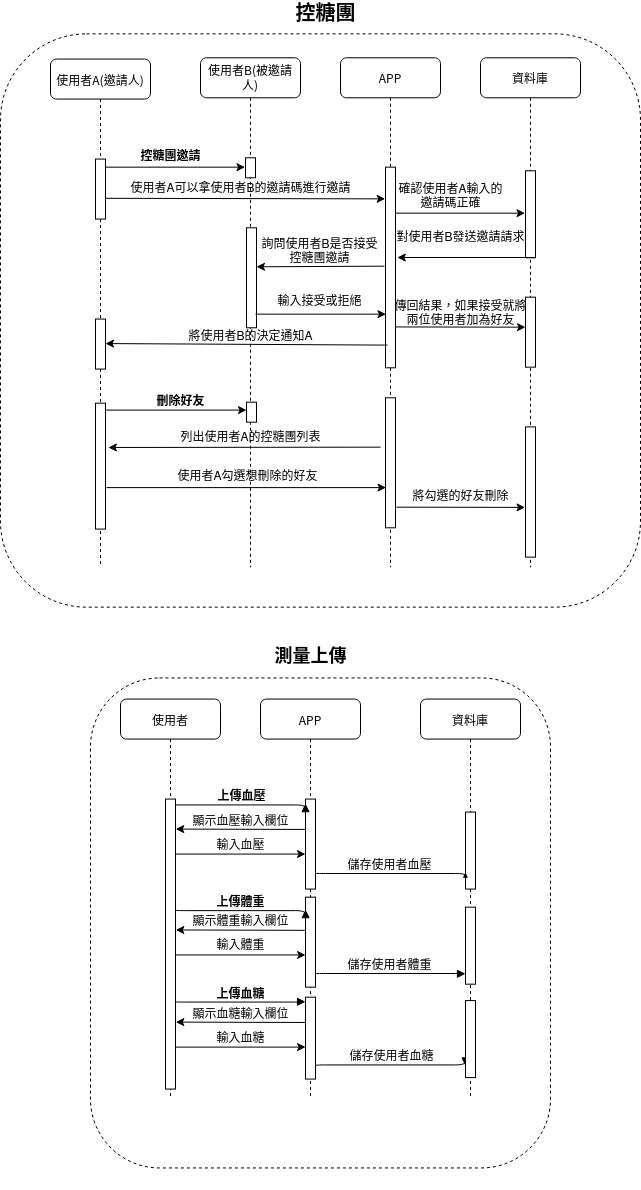 控糖團
使用者A(邀請人)
使用者B(被邀請
人)
APP
資料庫
控糖團邀請
使用者A可以拿使用者B的邀請碼進行邀請
確認使用者A輸入的
邀請碼正確
對使用者B發送邀請請求
詢問使用者B是否接受
控糖團邀請
輸入接受或拒絕
傳回結果，如果接受就將
兩位使用者加為好友
將使用者B的決定通知A
刪除好友
列出使用者A的控糖團列表
使用者A勾選想刪除的好友
將勾選的好友刪除
測量上傳
使用者
APP
資料庫
上傳血壓
顯示血壓輸入欄位
輸入血壓
儲存使用者血壓
上傳體重
顯示體重輸入欄位
輸入體重
儲存使用者體重
上傳血糖
顯示血糖輸入欄位
輸入血糖
儲存使用者血糖